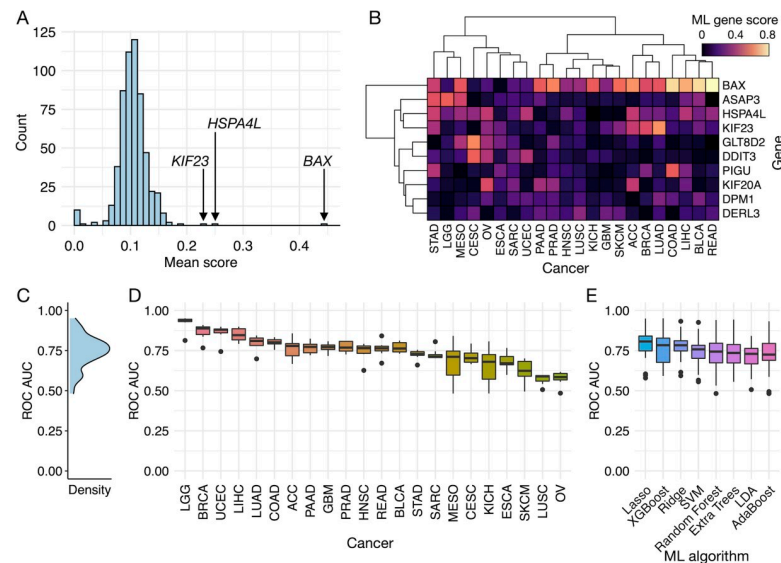 A
125
100
75
50
25
0
Count
HSPA4L
KIF23
BAX
0.0
0.1
0.2
0.3
0.4
Mean score
B
ML gene score
0
0.4
0.8
BAX
ASAP3
HSPA4L
KIF23
GLT8D2
DDIT3
PIGU
KIF20A
DPM1
DERL3
Gene
STAD
LGG
MESO
CESC
OV
ESCA
SARC
UCEC
PAAD
PRAD
HNSC
LUSC
KICH
GBM
SKCM
ACC
BRCA
LUAD
COAD
LIHC
BLCA
READ
Cancer
C
1.00
0.75
0.50
0.25
0.00
ROC AUC
Density
D
1.00
0.75
0.50
0.25
0.00
ROC AUC
LGG
BRCA
UCEC
LIHC
LUAD
COAD
ACC
PAAD
GBM
PRAD
HNSC
READ
BLCA
STAD
SARC
MESO
CESC
KICH
ESCA
SKCM
LUSC
OV
Cancer
E
1.00
0.75
0.50
0.25
0.00
ROC AUC
Lasso
XGBoost
Ridge
SVM
Random Forest
Extra Trees
LDA
AdaBoost
ML algorithm